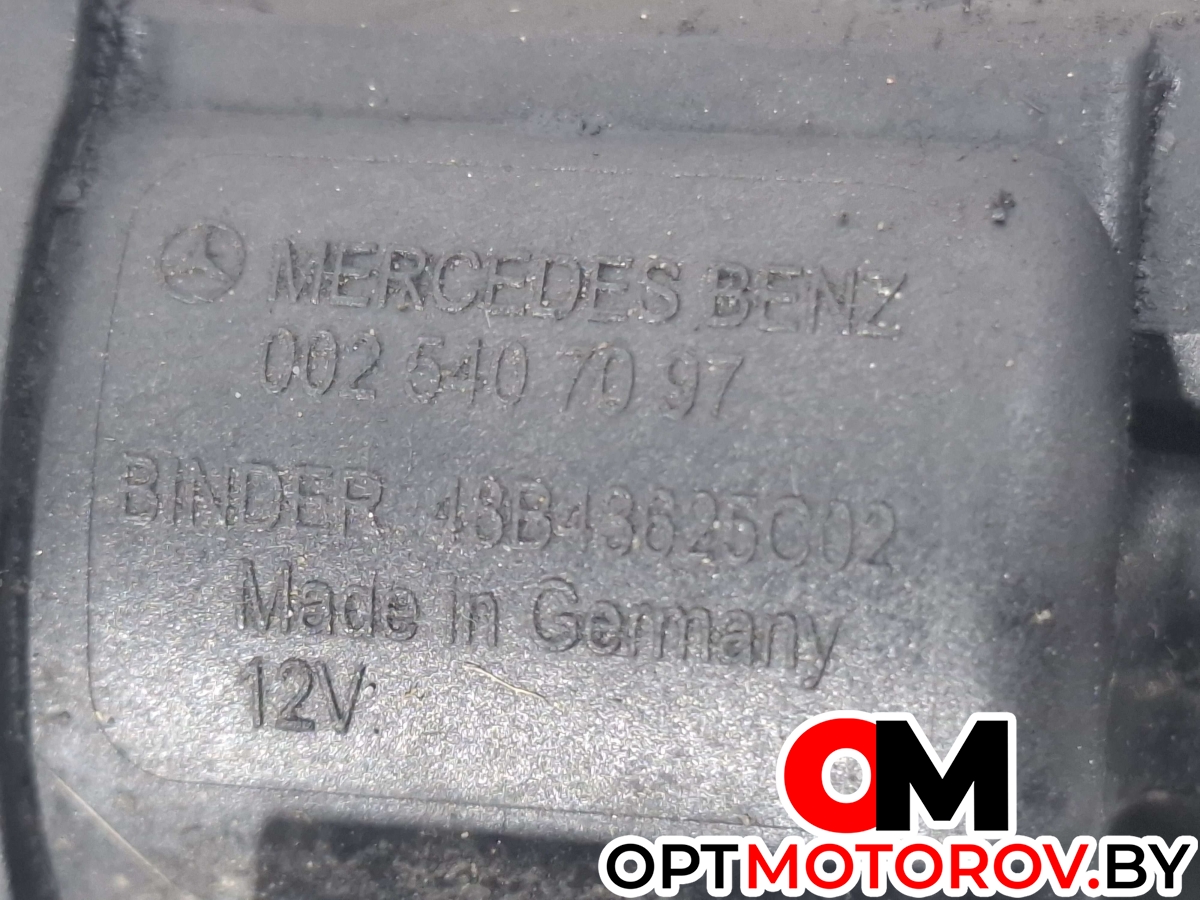 MERCEDES BENZ
002 540 70 97
BINDER 43B43625C02
Made in Germany
12V
OM
OPTMOTOROV.BY